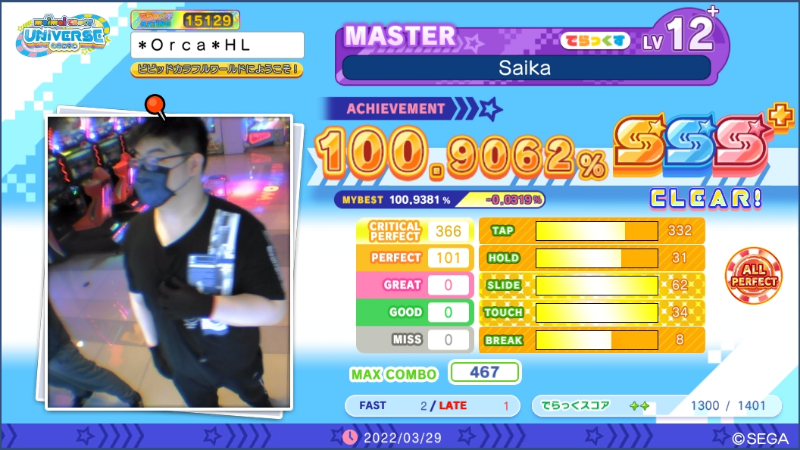 maimai でらっくす
UNiVERSE
15129
*Orca*HL
ビビッドカラフルワールドにようこそ！
MASTER
でらっくす
LV 12+
Saika
ACHIEVEMENT
100.9062%
SSS+
MYBEST 100,9381% -0.0319%
CLEAR!
CRITICAL PERFECT 366
PERFECT 101
GREAT 0
GOOD 0
MISS 0
TAP 332
HOLD 31
SLIDE 62
TOUCH 34
BREAK 8
ALL PERFECT
MAX COMBO 467
FAST 2/LATE 1
でらっくスコア 1300 / 1401
2022/03/29
©SEGA